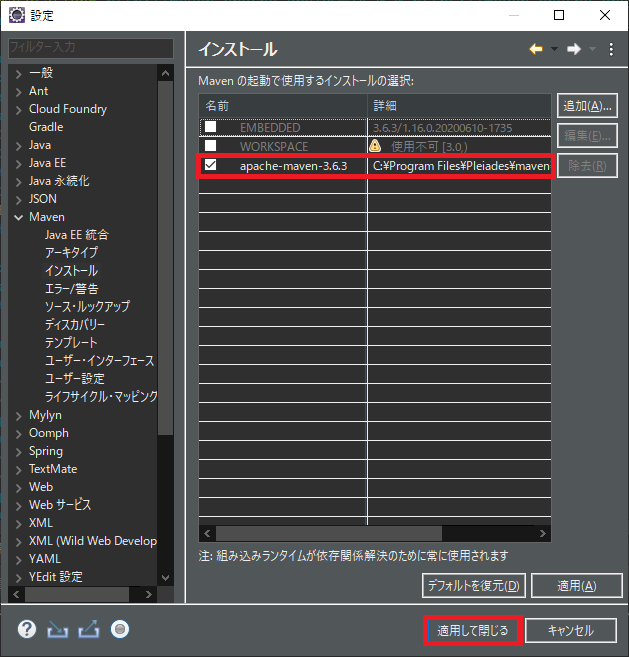 設定
フィルター入力
一般
Ant
Cloud Foundry
Gradle
Java
Java EE
Java 永続化
JSON
Maven
Java EE 統合
アーキタイプ
インストール
エラー/警告
ソース・ルックアップ
ディスカバリー
テンプレート
ユーザー・インターフェース
ユーザー設定
ライフサイクル・マッピング
Mylyn
Oomph
Spring
TextMate
Web
Web サービス
XML
XML (Wild Web Develop
YAML
YEdit 設定
インストール
Maven の起動で使用するインストールの選択:
名前 詳細
EMBEDDED 3.6.3/1.16.0.20200610-1735
WORKSPACE 使用不可 [3.0,)
apache-maven-3.6.3 C:¥Program Files¥Pleiades¥maven
追加(A)...
編集(E)...
除去(R)
注: 組み込みランタイムが依存関係解決のために常に使用されます
デフォルトを復元(D) 適用(A)
適用して閉じる キャンセル